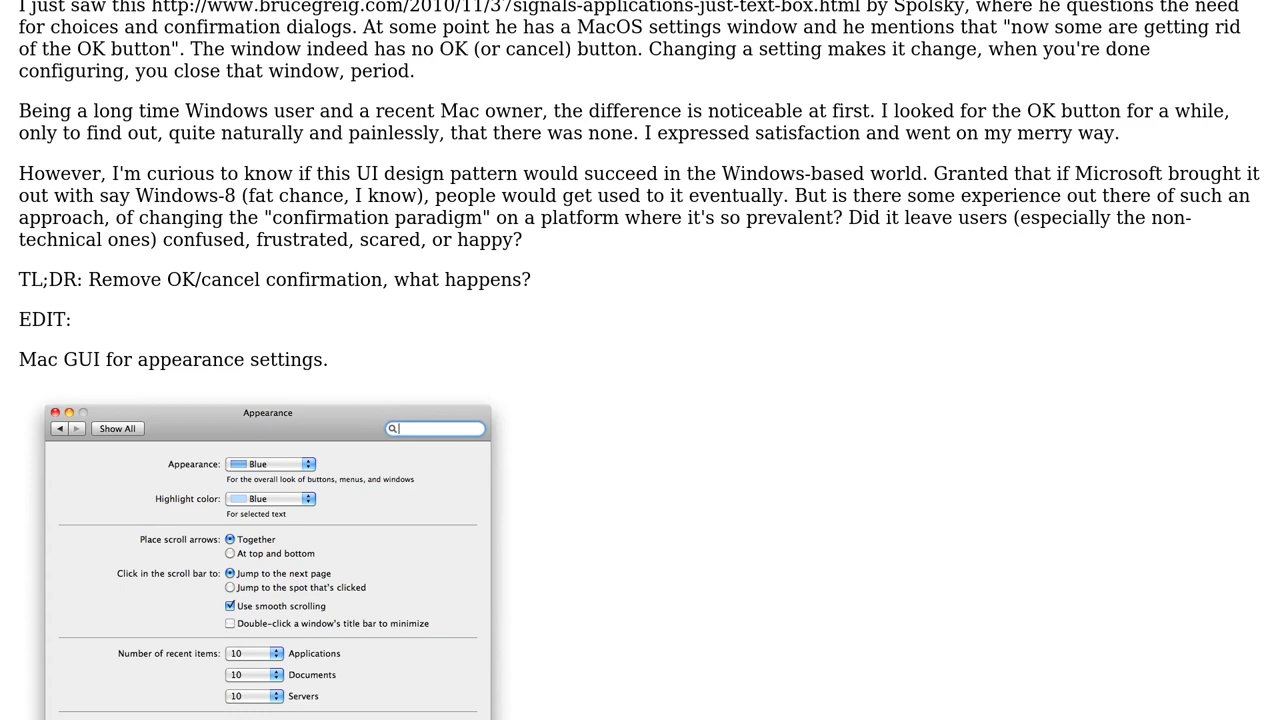 I just saw this http://www.brucegreig.com/2010/11/37signals-applications-just-text-box.html by Spolsky, where he questions the need
for choices and confirmation dialogs. At some point he has a MacOS settings window and he mentions that "now some are getting rid
of the OK button". The window indeed has no OK (or cancel) button. Changing a setting makes it change, when you're done
configuring, you close that window, period.
Being a long time Windows user and a recent Mac owner, the difference is noticeable at first. I looked for the OK button for a while,
only to find out, quite naturally and painlessly, that there was none. I expressed satisfaction and went on my merry way.
However, I'm curious to know if this UI design pattern would succeed in the Windows-based world. Granted that if Microsoft brought it
out with say Windows-8 (fat chance, I know), people would get used to it eventually. But is there some experience out there of such an
approach, of changing the "confirmation paradigm" on a platform where it's so prevalent? Did it leave users (especially the non-
technical ones) confused, frustrated, scared, or happy?
TL;DR: Remove OK/cancel confirmation, what happens?
EDIT:
Mac GUI for appearance settings.
Appearance
Show All
Appearance: Blue
For the overall look of buttons, menus, and windows
Highlight color: Blue
For selected text
Place scroll arrows: Together
At top and bottom
Click in the scroll bar to: Jump to the next page
Jump to the spot that's clicked
Use smooth scrolling
Double-click a window's title bar to minimize
Number of recent items: 10 Applications
10 Documents
10 Servers